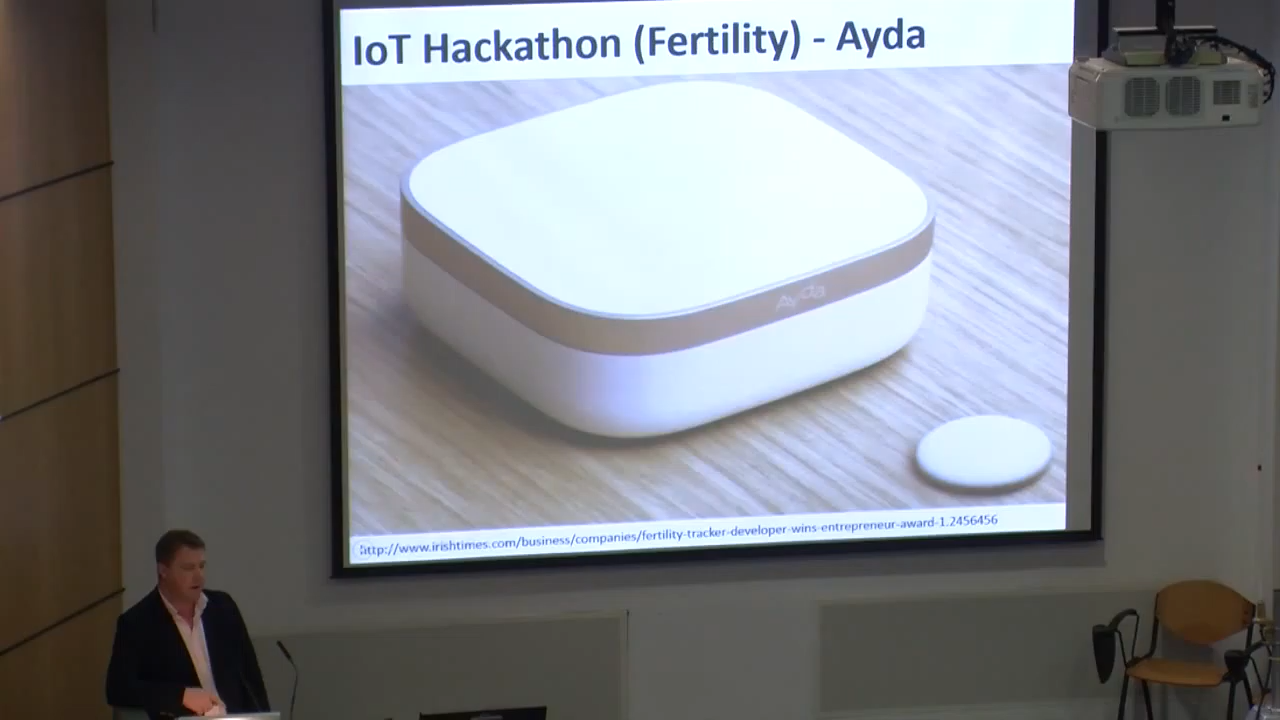 IoT Hackathon (Fertility) - Ayda
Ayda
http://www.irishtimes.com/business/companies/fertility-tracker-developer-wins-entrepreneur-award-1.2456456